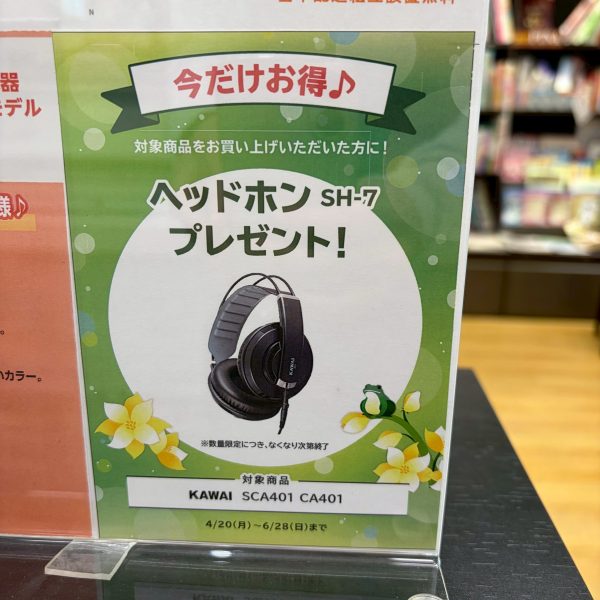 器
モデル
様♪
。
いカラー。
今だけお得♪
対象商品をお買い上げいただいた方に！
ヘッドホン SH-7
プレゼント！
KAWAI
※数量限定につき、なくなり次第終了
対象商品
KAWAI SCA401 CA401
4/20(月)～6/28(日)まで